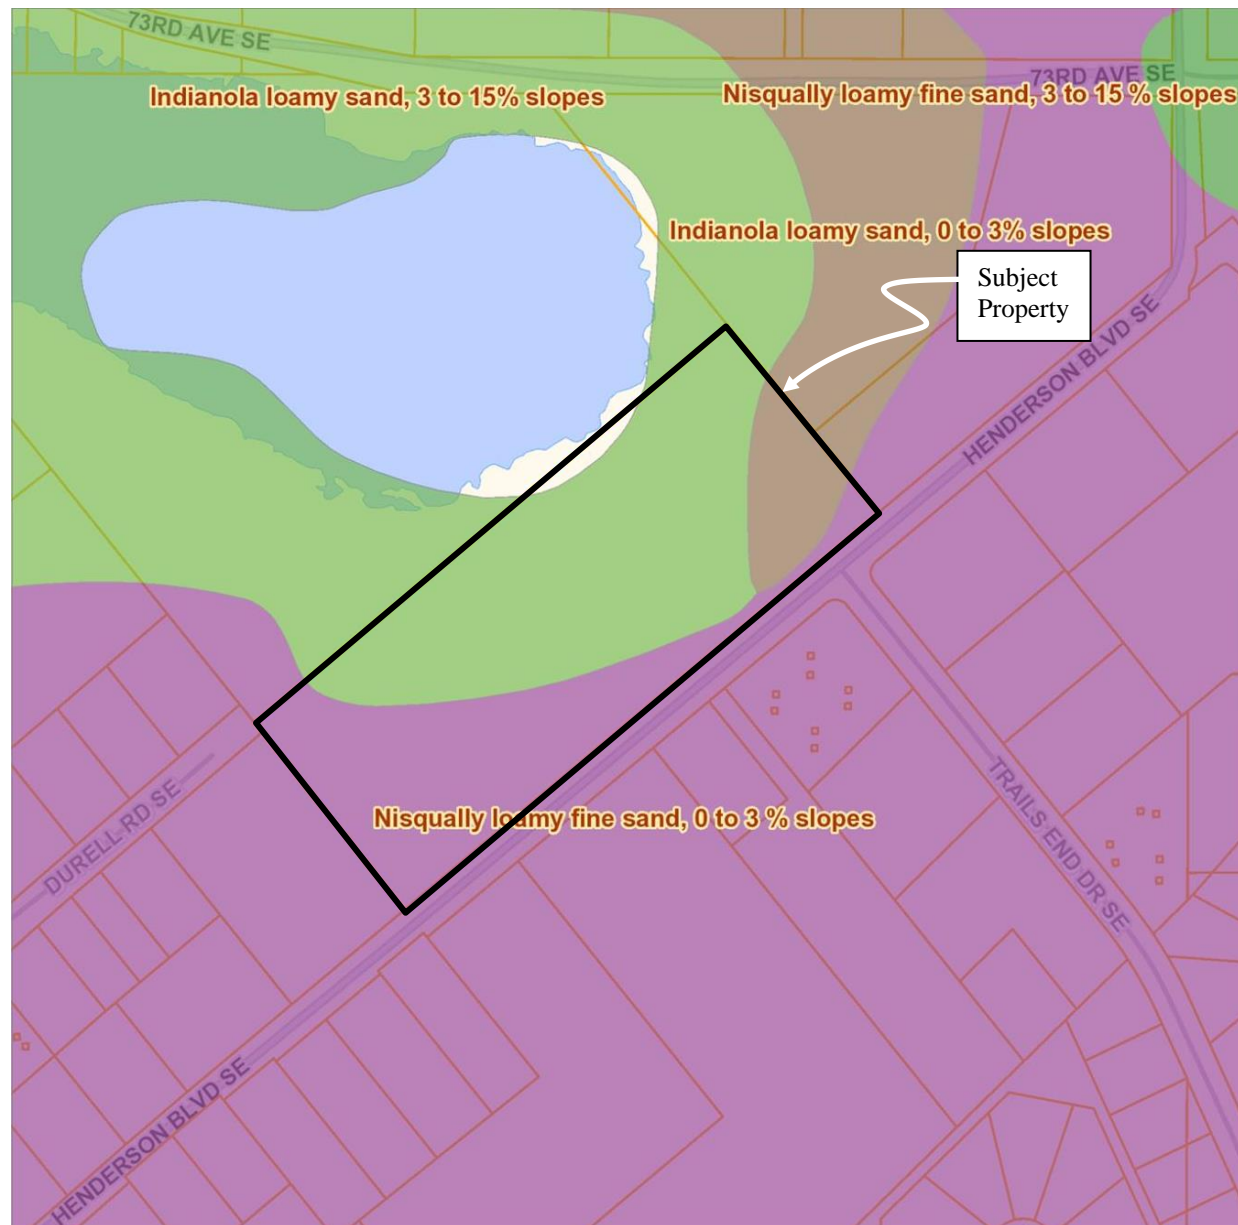 73RD AVE SE
73RD AVE SE
Indianola loamy sand, 3 to 15% slopes
Nisqually loamy fine sand, 3 to 15 % slopes
Indianola loamy sand, 0 to 3% slopes
Subject
Property
HENDERSON BLVD SE
DURELL RD SE
Nisqually loamy fine sand, 0 to 3 % slopes
TRAILS END DR SE
HENDERSON BLVD SE